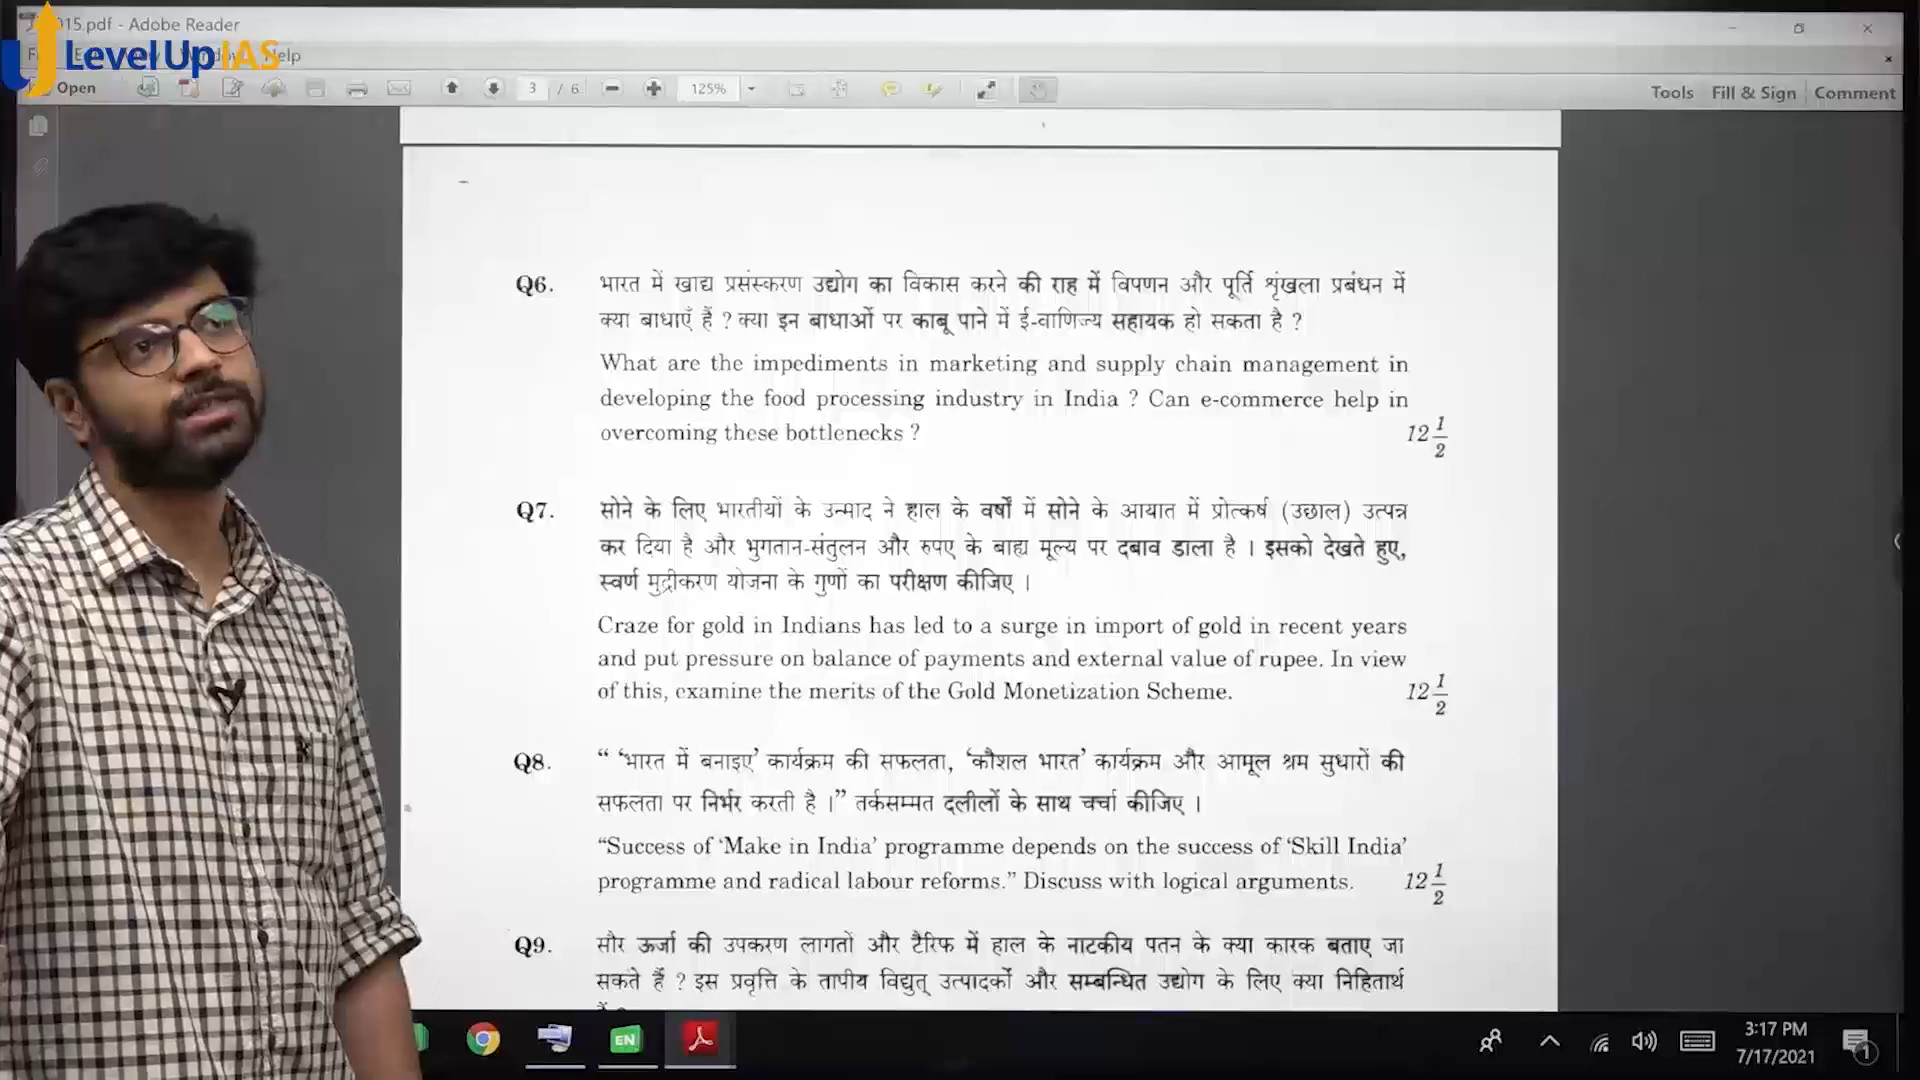 015.pdf - Adobe Reader
LevelUp IAS
Help
Open
3 / 6
125%
Tools Fill & Sign Comment
Q6. भारत में खाद्य प्रसंस्करण उद्योग का विकास करने की राह में विपणन और पूर्ति शृंखला प्रबंधन में
क्या बाधाएँ हैं ? क्या इन बाधाओं पर काबू पाने में ई-वाणिज्य सहायक हो सकता है ?
What are the impediments in marketing and supply chain management in
developing the food processing industry in India ? Can e-commerce help in
overcoming these bottlenecks ? 12 1/2
Q7. सोने के लिए भारतीयों के उन्माद ने हाल के वर्षों में सोने के आयात में प्रोत्कर्ष (उछाल) उत्पन्न
कर दिया है और भुगतान-संतुलन और रुपए के बाह्य मूल्य पर दबाव डाला है । इसको देखते हुए,
स्वर्ण मुद्रीकरण योजना के गुणों का परीक्षण कीजिए ।
Craze for gold in Indians has led to a surge in import of gold in recent years
and put pressure on balance of payments and external value of rupee. In view
of this, examine the merits of the Gold Monetization Scheme. 12 1/2
Q8. “ ‘भारत में बनाइए’ कार्यक्रम की सफलता, ‘कौशल भारत’ कार्यक्रम और आमूल श्रम सुधारों की
सफलता पर निर्भर करती है ।” तर्कसम्मत दलीलों के साथ चर्चा कीजिए ।
“Success of ‘Make in India’ programme depends on the success of ‘Skill India’
programme and radical labour reforms.” Discuss with logical arguments. 12 1/2
Q9. सौर ऊर्जा की उपकरण लागतों और टैरिफ में हाल के नाटकीय पतन के क्या कारक बताए जा
सकते हैं ? इस प्रवृत्ति के तापीय विद्युत् उत्पादकों और सम्बन्धित उद्योग के लिए क्या निहितार्थ
EN
3:17 PM
7/17/2021
1